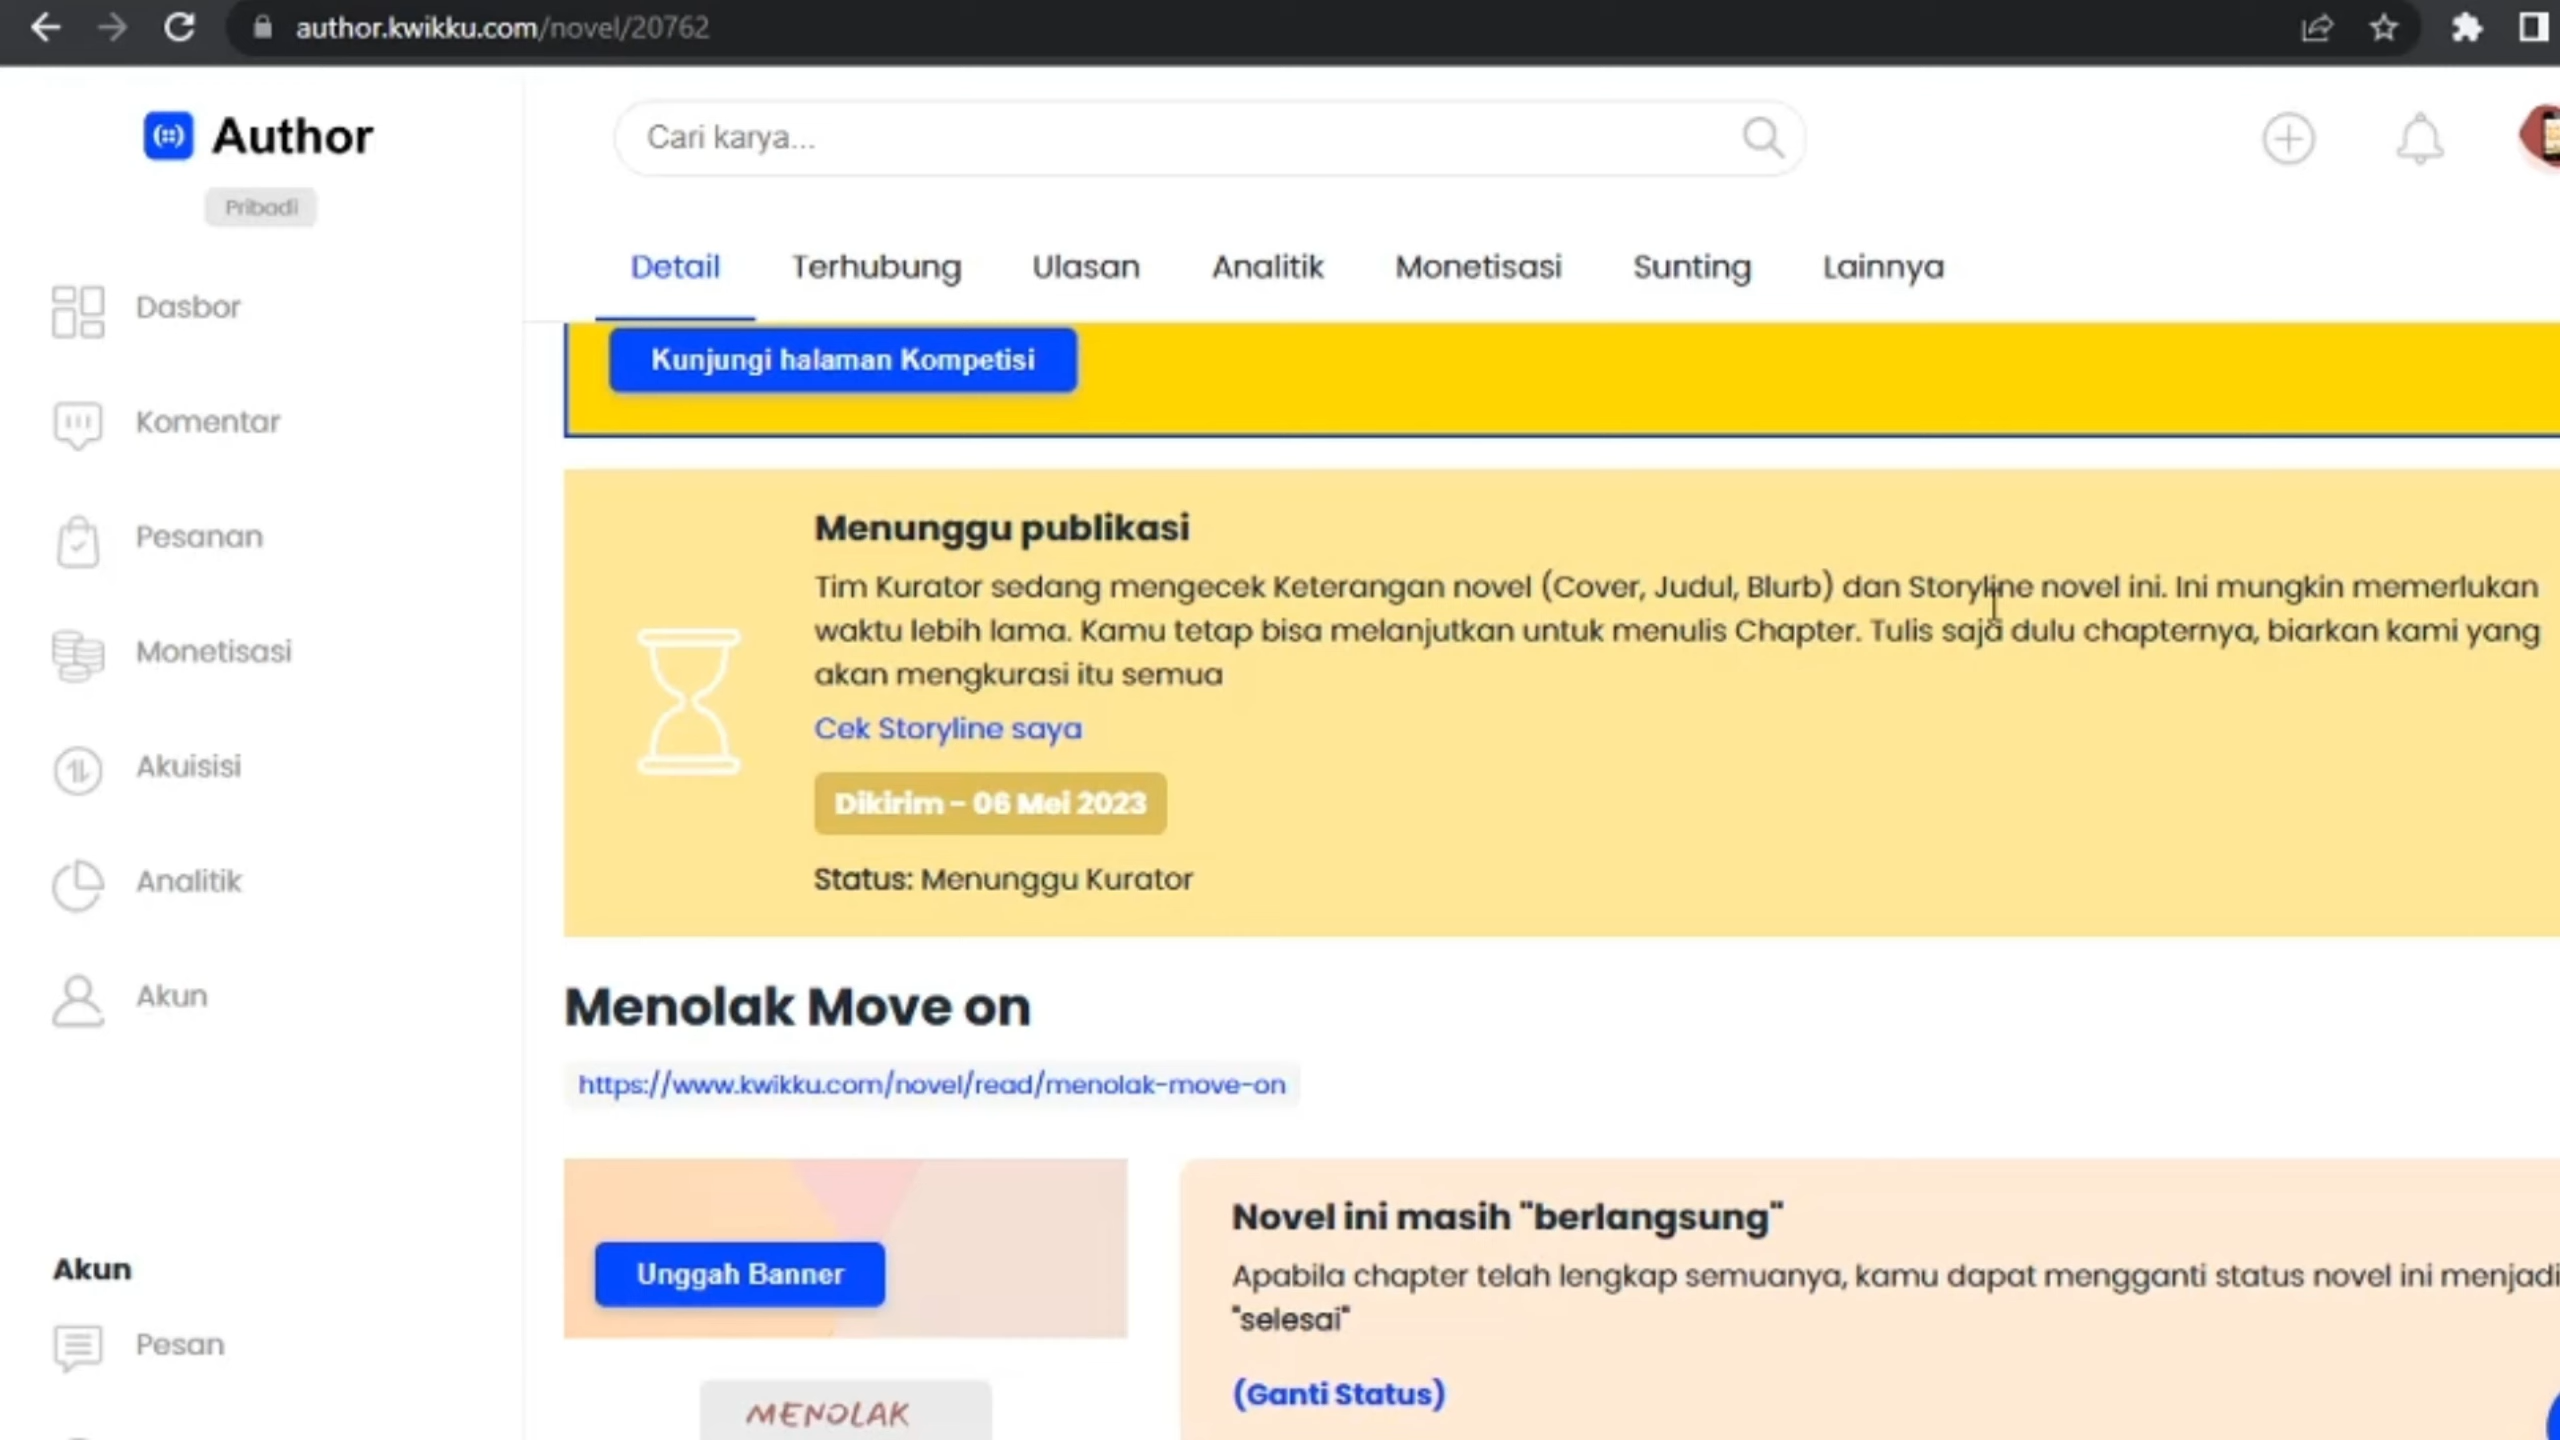 author.kwikku.com/novel/20762
Author
Pribadi
Cari karya...
Detail Terhubung Ulasan Analitik Monetisasi Sunting Lainnya
Dasbor
Komentar
Pesanan
Monetisasi
Akuisisi
Analitik
Akun
Akun
Pesan
Kunjungi halaman Kompetisi
Menunggu publikasi
Tim Kurator sedang mengecek Keterangan novel (Cover, Judul, Blurb) dan Storyline novel ini. Ini mungkin memerlukan
waktu lebih lama. Kamu tetap bisa melanjutkan untuk menulis Chapter. Tulis saja dulu chapternya, biarkan kami yang
akan mengkurasi itu semua
Cek Storyline saya
Dikirim - 06 Mei 2023
Status: Menunggu Kurator
Menolak Move on
https://www.kwikku.com/novel/read/menolak-move-on
Unggah Banner
MENOLAK
Novel ini masih "berlangsung"
Apabila chapter telah lengkap semuanya, kamu dapat mengganti status novel ini menjadi
"selesai"
(Ganti Status)